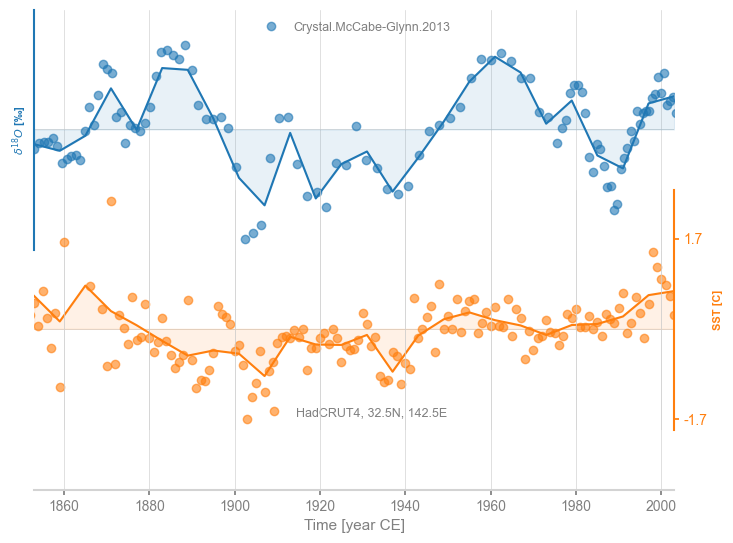 Crystal.McCabe-Glynn.2013
δ¹⁸O [‰]
1.7
SST [C]
HadCRUT4, 32.5N, 142.5E
-1.7
1860 1880 1900 1920 1940 1960 1980 2000
Time [year CE]